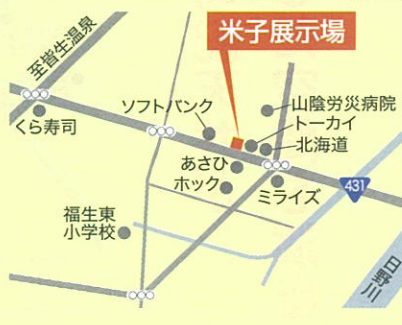 米子展示場
至皆生温泉
山陰労災病院
ソフトバンク
トーカイ
くら寿司
北海道
あさひ
ホック
ミライズ
431
福生東
小学校
日野川